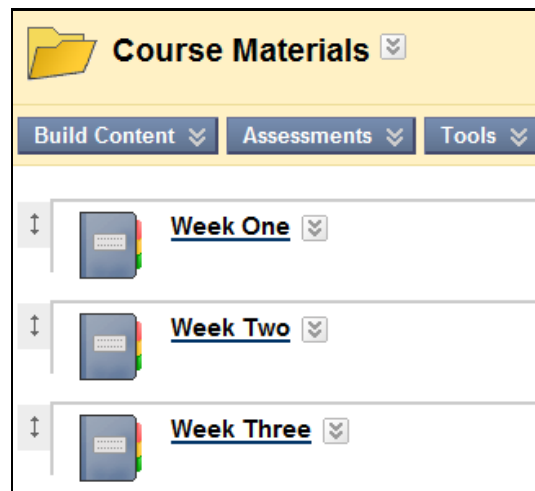 Course Materials
Build Content Assessments Tools
Week One
Week Two
Week Three